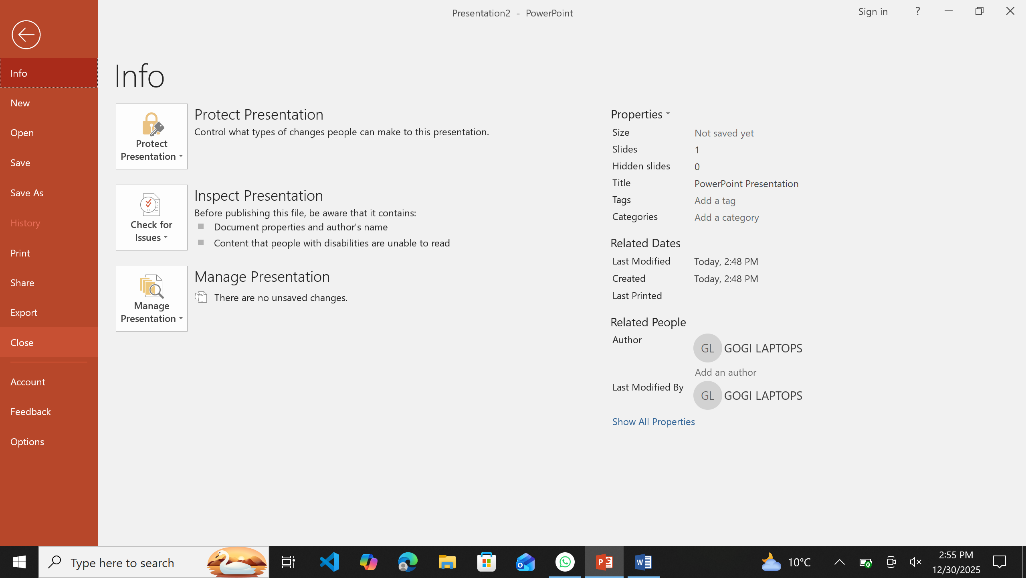 Presentation2 - PowerPoint
Sign in
?
Info
New
Open
Save
Save As
History
Print
Share
Export
Close
Account
Feedback
Options
Info
Protect Presentation
Protect Presentation
Control what types of changes people can make to this presentation.
Check for Issues
Inspect Presentation
Before publishing this file, be aware that it contains:
Document properties and author's name
Content that people with disabilities are unable to read
Manage Presentation
Manage Presentation
There are no unsaved changes.
Properties
Size Not saved yet
Slides 1
Hidden slides 0
Title PowerPoint Presentation
Tags Add a tag
Categories Add a category
Related Dates
Last Modified Today, 2:48 PM
Created Today, 2:48 PM
Last Printed
Related People
Author GL GOGI LAPTOPS
Add an author
Last Modified By GL GOGI LAPTOPS
Show All Properties
Type here to search
10°C
2:55 PM
12/30/2025